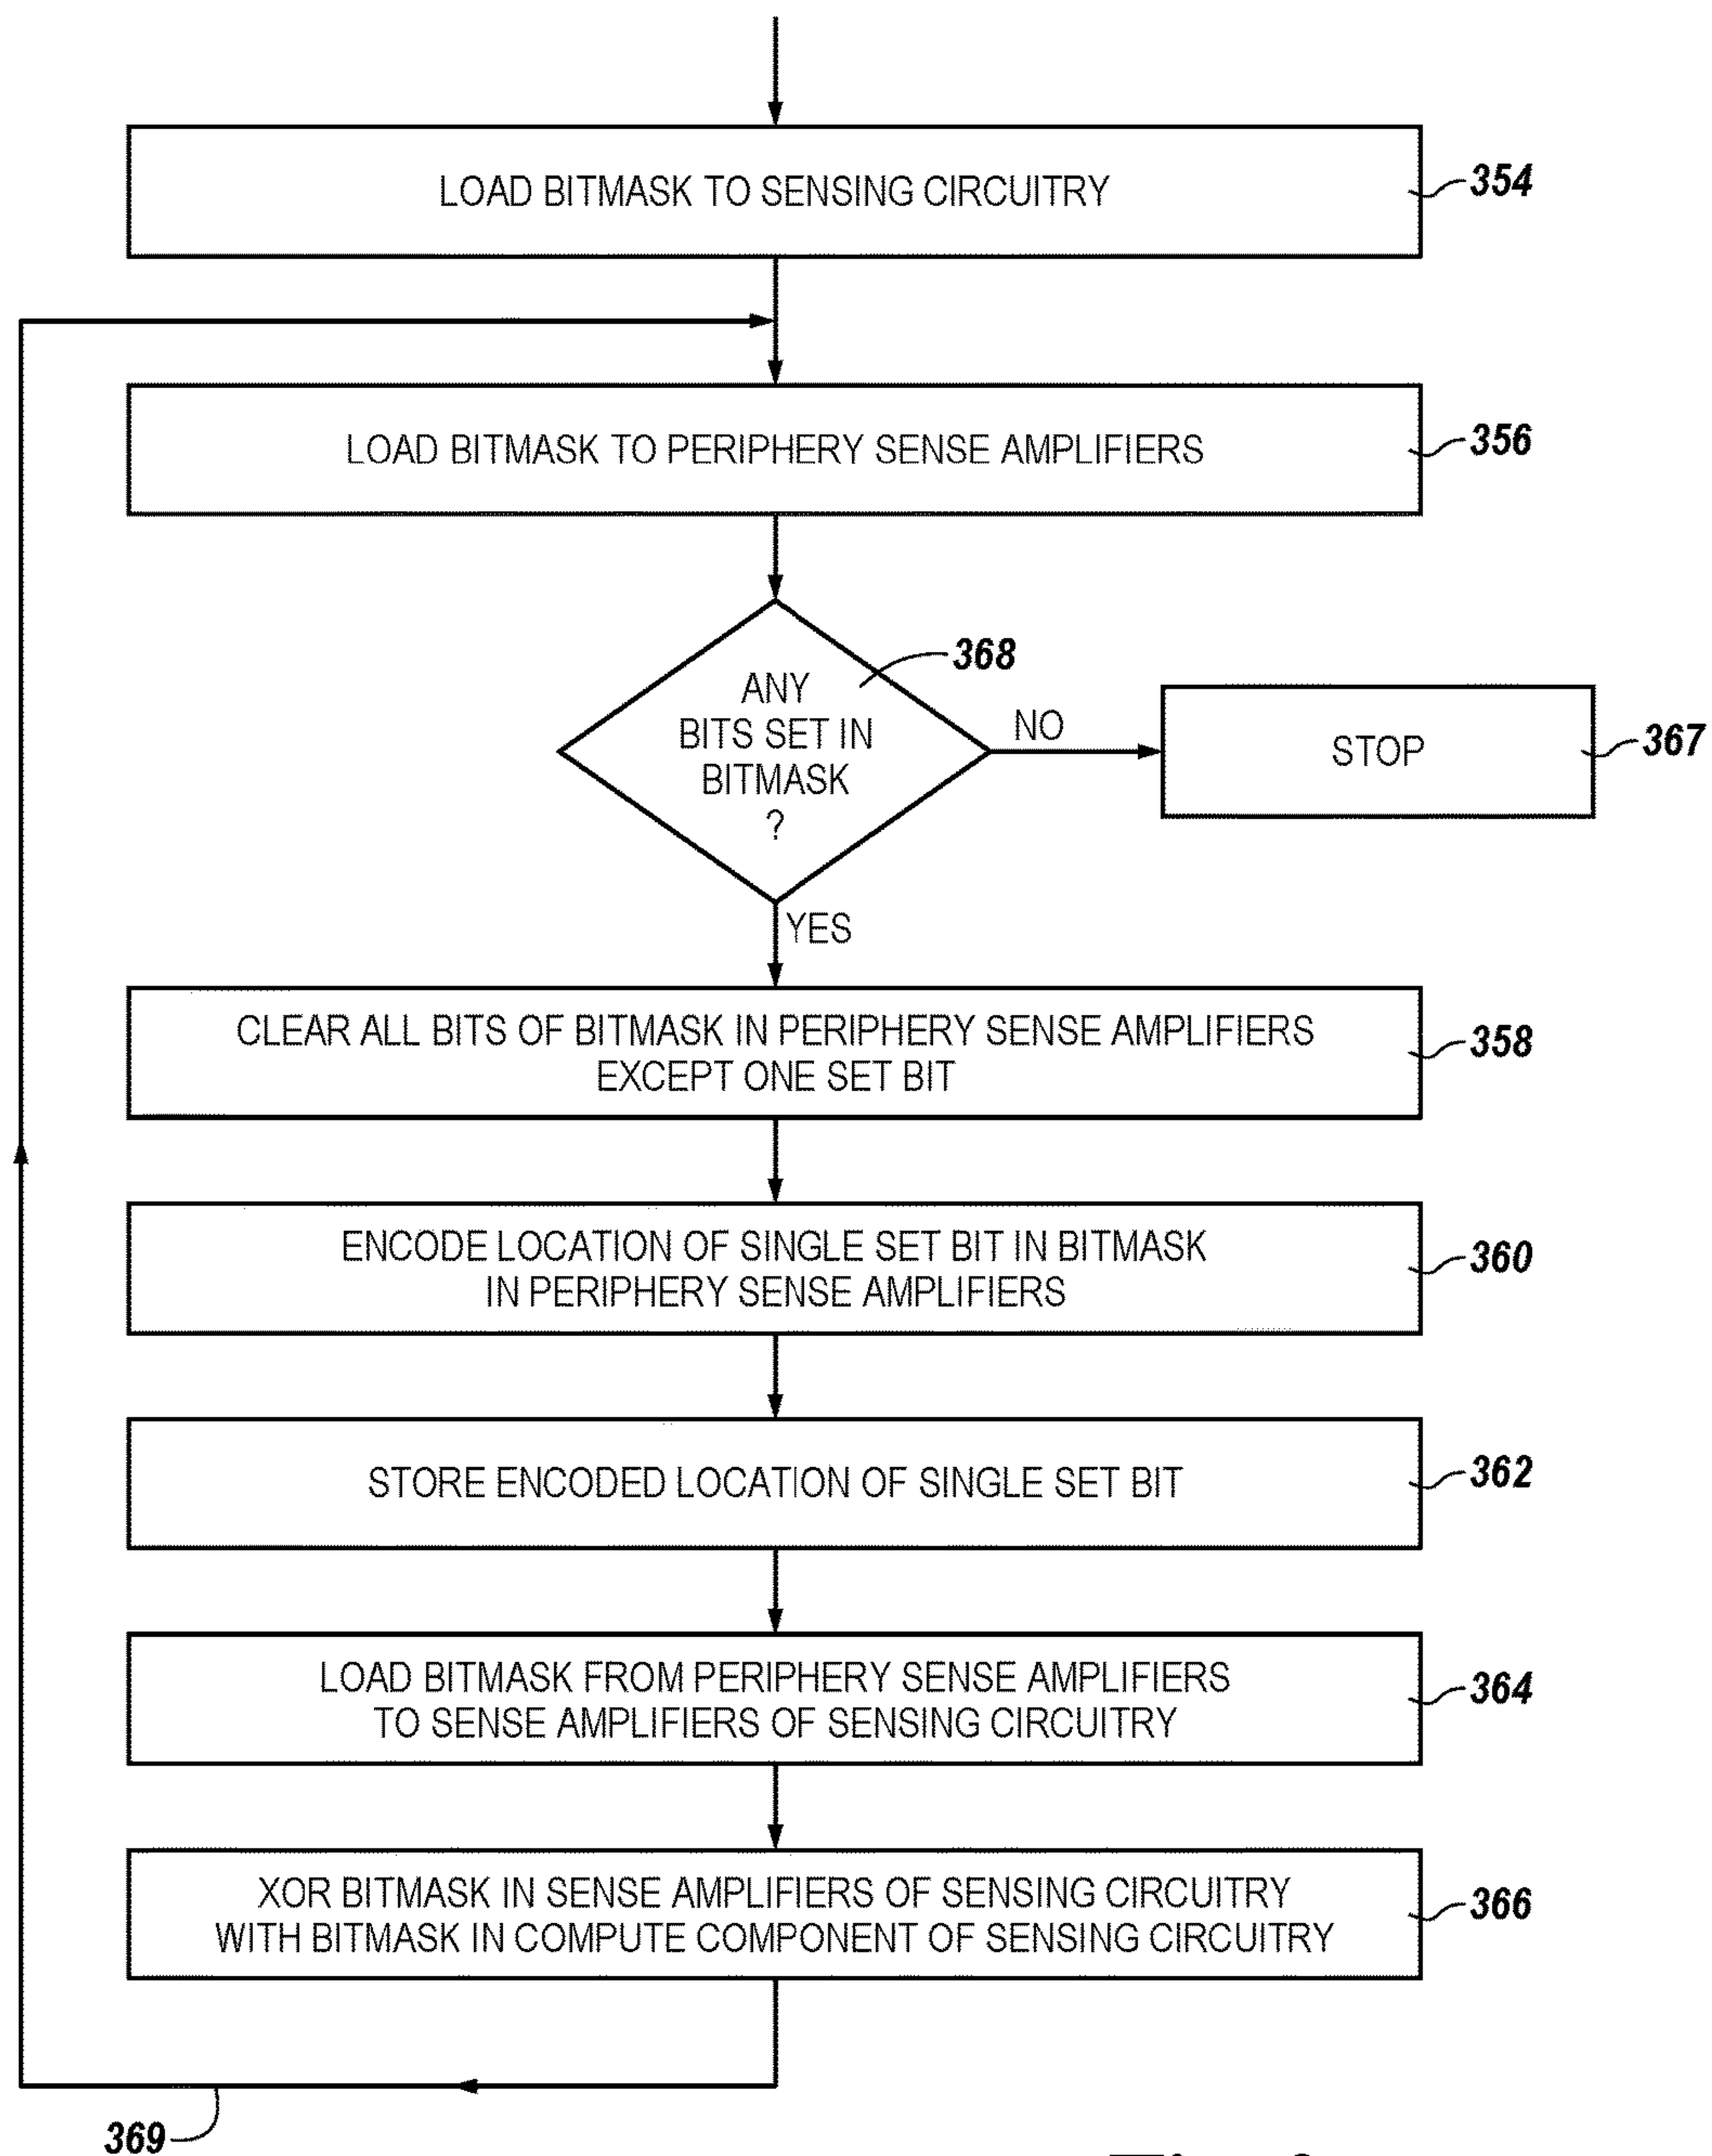 LOAD BITMASK TO SENSING CIRCUITRY
354
LOAD BITMASK TO PERIPHERY SENSE AMPLIFIERS
356
368
ANY
BITS SET IN
BITMASK
?
NO
STOP
367
YES
CLEAR ALL BITS OF BITMASK IN PERIPHERY SENSE AMPLIFIERS
EXCEPT ONE SET BIT
358
ENCODE LOCATION OF SINGLE SET BIT IN BITMASK
IN PERIPHERY SENSE AMPLIFIERS
360
STORE ENCODED LOCATION OF SINGLE SET BIT
362
LOAD BITMASK FROM PERIPHERY SENSE AMPLIFIERS
TO SENSE AMPLIFIERS OF SENSING CIRCUITRY
364
XOR BITMASK IN SENSE AMPLIFIERS OF SENSING CIRCUITRY
WITH BITMASK IN COMPUTE COMPONENT OF SENSING CIRCUITRY
366
369